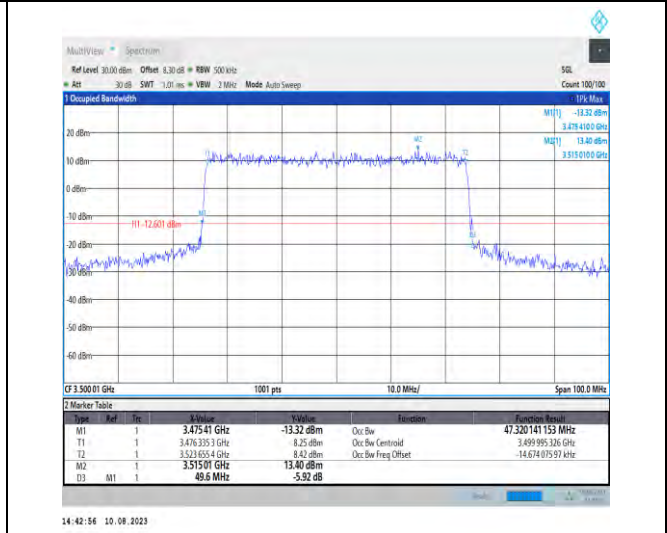 MultiView Spectrum
Ref Level 30.00 dBm Offset 8.30 dB RBW 500 kHz SGL
Att 30 dB SWT 1.01 ms VBW 2 MHz Mode Auto Sweep Count 100/100
1 Occupied Bandwidth 1Pk Max
M1[1] -13.32 dBm
3.475 4100 GHz
M2[1] 13.40 dBm
3.515 0100 GHz
20 dBm
M2
T1 T2
10 dBm
0 dBm
-10 dBm
M1
H1 -12.601 dBm
-20 dBm
-40 dBm
-50 dBm
-60 dBm
CF 3.500 01 GHz 1001 pts 10.0 MHz/ Span 100.0 MHz
2 Marker Table
Type Ref Trc X-Value Y-Value Function Function Result
M1 1 3.475 41 GHz -13.32 dBm Occ Bw 47.320 141 153 MHz
T1 1 3.476 335 3 GHz 8.25 dBm Occ Bw Centroid 3.499 995 326 GHz
T2 1 3.523 655 4 GHz 8.42 dBm Occ Bw Freq Offset -14.674 075 97 kHz
M2 1 3.515 01 GHz 13.40 dBm
D3 M1 1 49.6 MHz -5.92 dB
Ready
14:42:56 10.08.2023